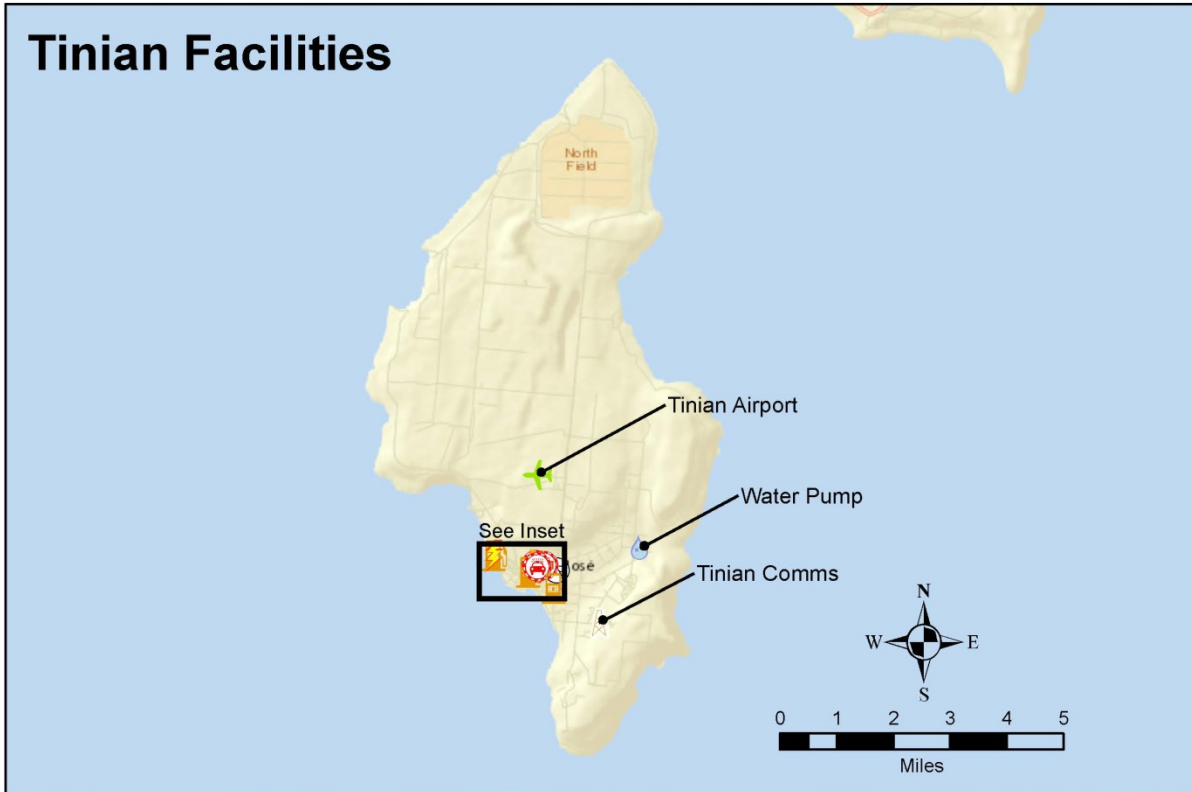 Tinian Facilities
North
Field
Tinian Airport
Water Pump
See Inset
osé
Tinian Comms
N
W E
S
0 1 2 3 4 5
Miles